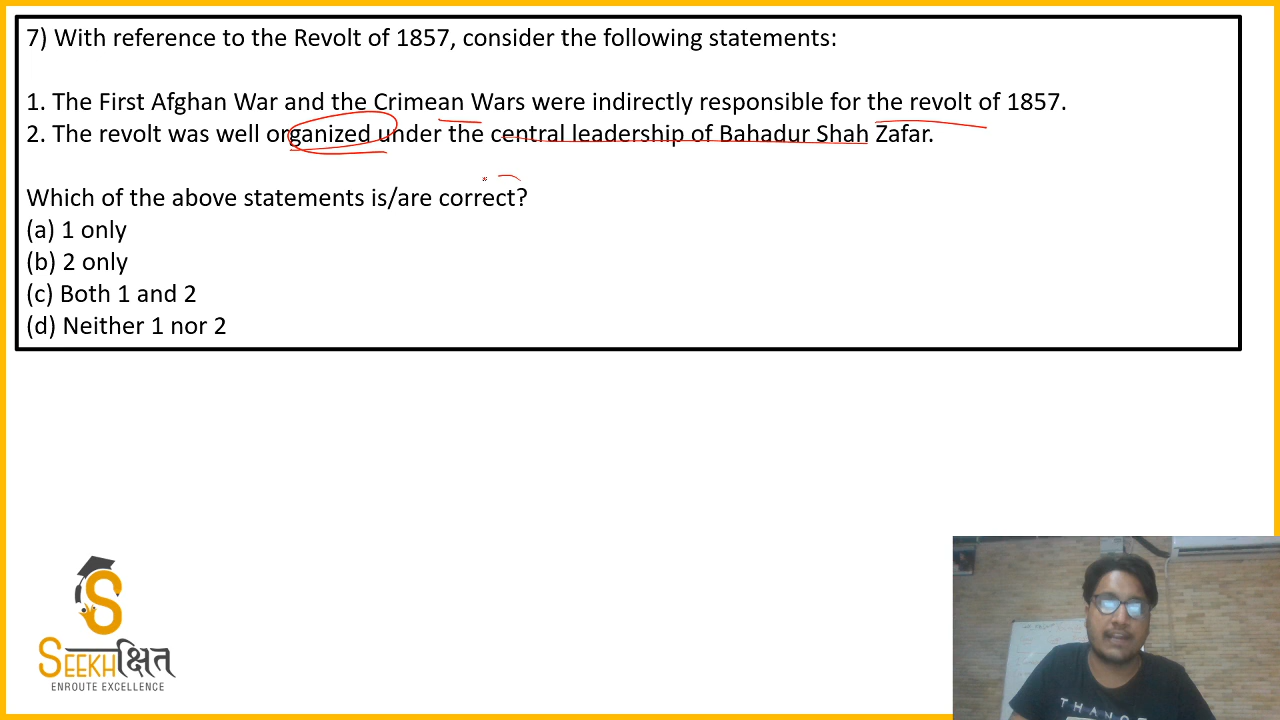 7) With reference to the Revolt of 1857, consider the following statements:
1. The First Afghan War and the Crimean Wars were indirectly responsible for the revolt of 1857.
2. The revolt was well organized under the central leadership of Bahadur Shah Zafar.
Which of the above statements is/are correct?
(a) 1 only
(b) 2 only
(c) Both 1 and 2
(d) Neither 1 nor 2
S
SEEKHक्षित
ENROUTE EXCELLENCE